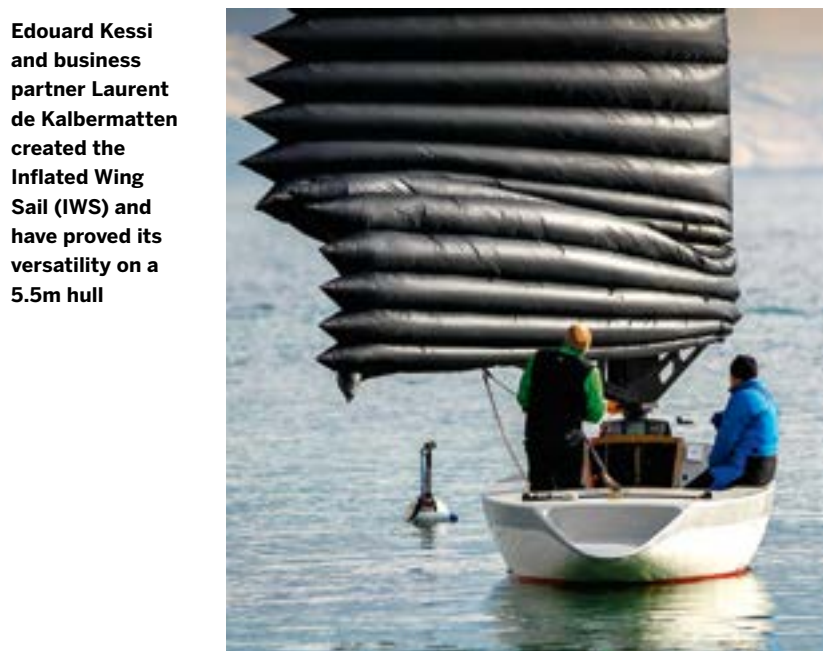 Edouard Kessi
and business
partner Laurent
de Kalbermatten
created the
Inflated Wing
Sail (IWS) and
have proved its
versatility on a
5.5m hull